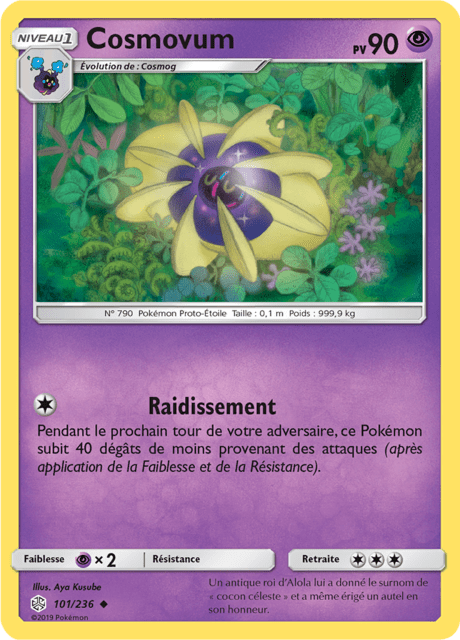 NIVEAU 1
Cosmovum
PV 90
Évolution de : Cosmog
N° 790 Pokémon Proto-Étoile Taille : 0,1 m Poids : 999,9 kg
Raidissement
Pendant le prochain tour de votre adversaire, ce Pokémon
subit 40 dégâts de moins provenant des attaques (après
application de la Faiblesse et de la Résistance).
Faiblesse ×2 Résistance Retraite
Illus. Aya Kusube
101/236
©2019 Pokémon
Un antique roi d'Alola lui a donné le surnom de
« cocon céleste » et a même érigé un autel en
son honneur.